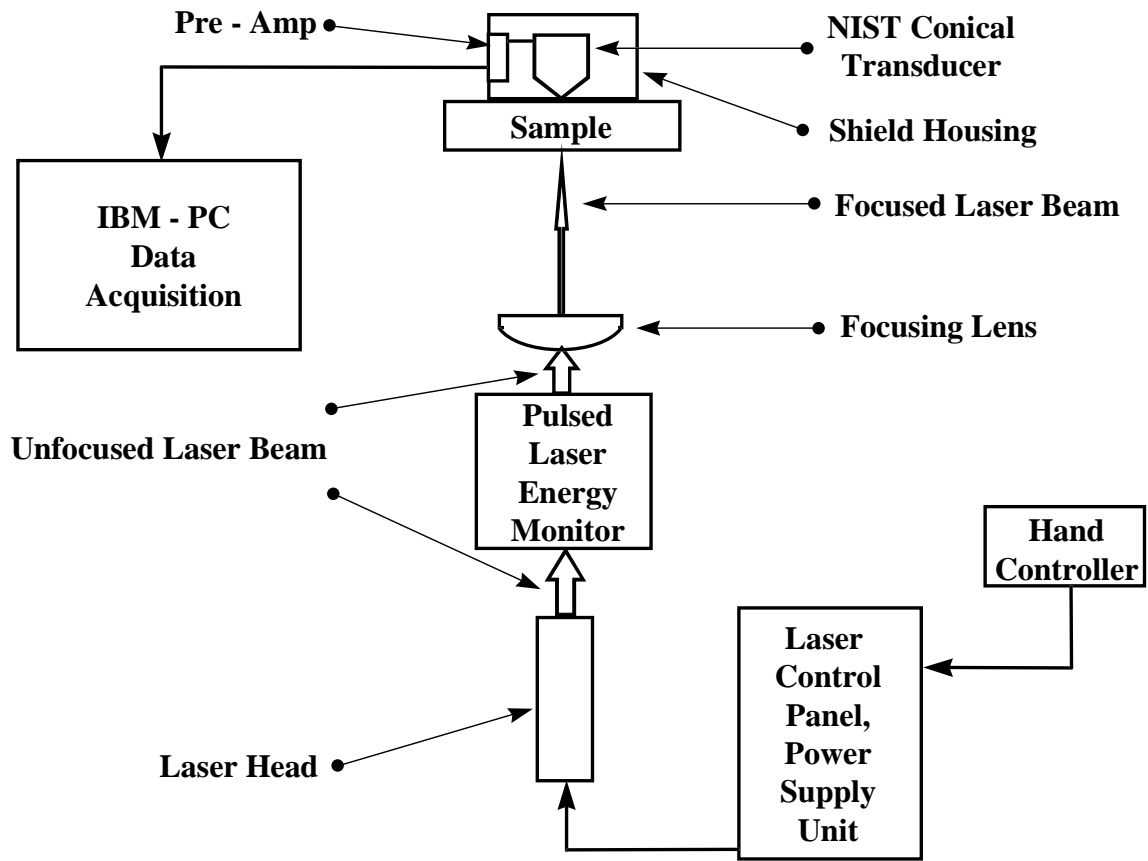 Pre - Amp
NIST Conical
Transducer
Sample
Shield Housing
IBM - PC
Data
Acquisition
Focused Laser Beam
Focusing Lens
Unfocused Laser Beam
Pulsed
Laser
Energy
Monitor
Hand
Controller
Laser
Control
Panel,
Power
Supply
Unit
Laser Head